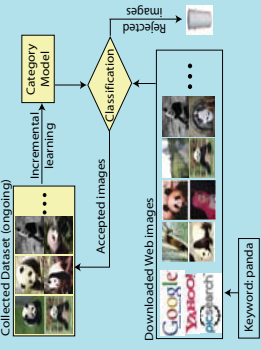 Collected Dataset (ongoing)
Incremental
learning
Category
Model
Classification
Rejected
images
Accepted images
Downloaded Web images
Google
YAHOO!
picsearch
Keyword: panda